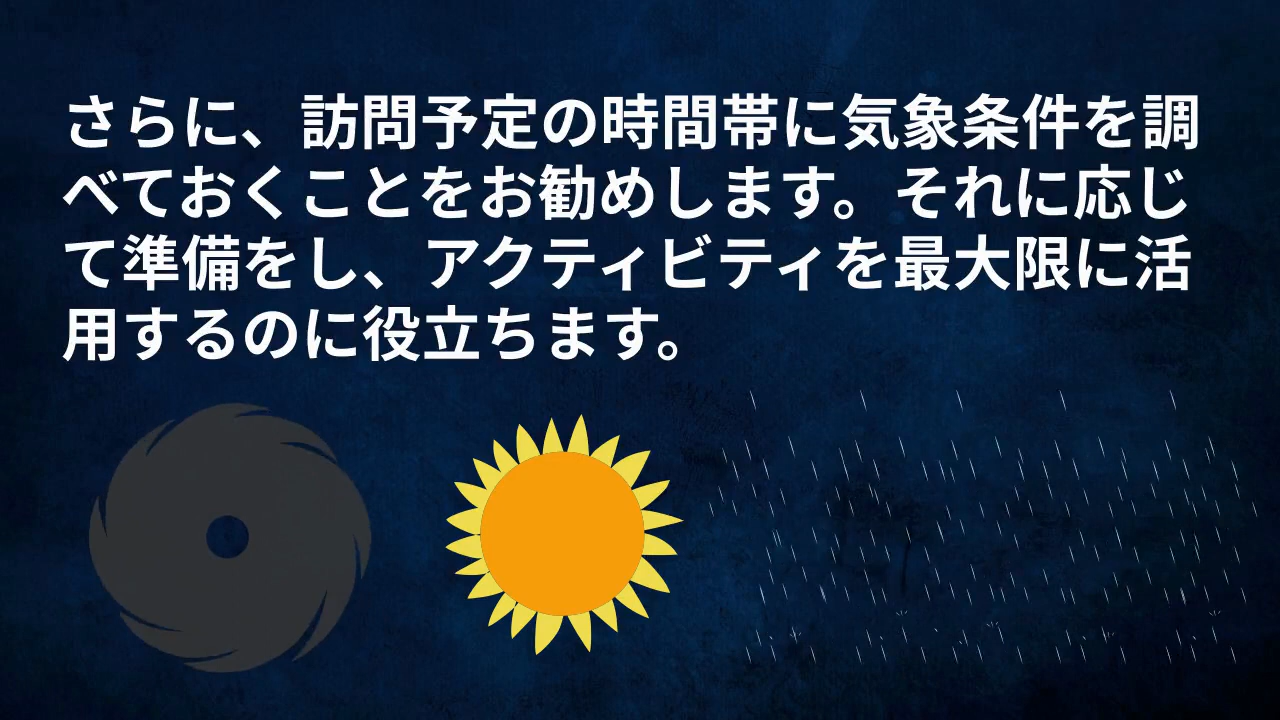 さらに、訪問予定の時間帯に気象条件を調
べておくことをお勧めします。それに応じ
て準備をし、アクティビティを最大限に活
用するのに役立ちます。